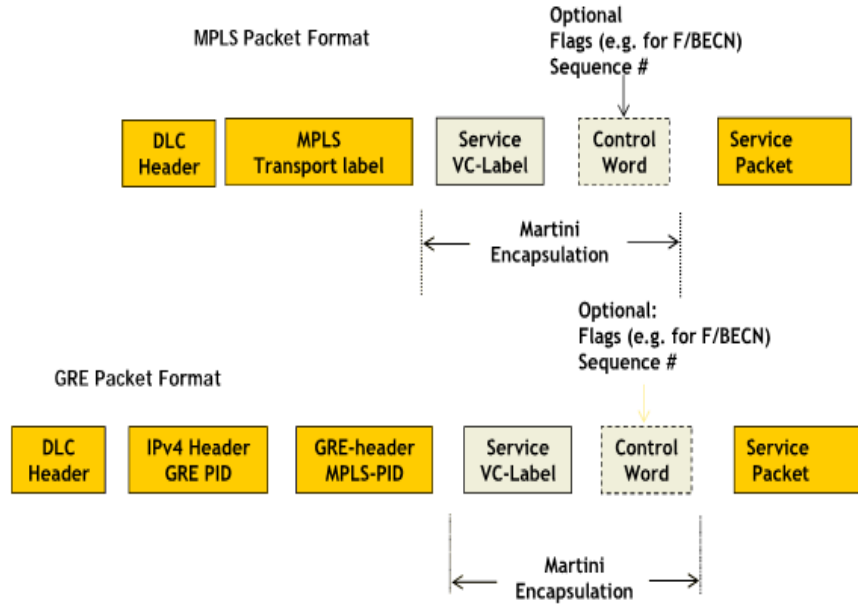 MPLS Packet Format
Optional
Flags (e.g. for F/BECN)
Sequence #
DLC
Header
MPLS
Transport label
Service
VC-Label
Control
Word
Service
Packet
Martini
Encapsulation
Optional:
Flags (e.g. for F/BECN)
Sequence #
GRE Packet Format
DLC
Header
IPv4 Header
GRE PID
GRE-header
MPLS-PID
Service
VC-Label
Control
Word
Service
Packet
Martini
Encapsulation